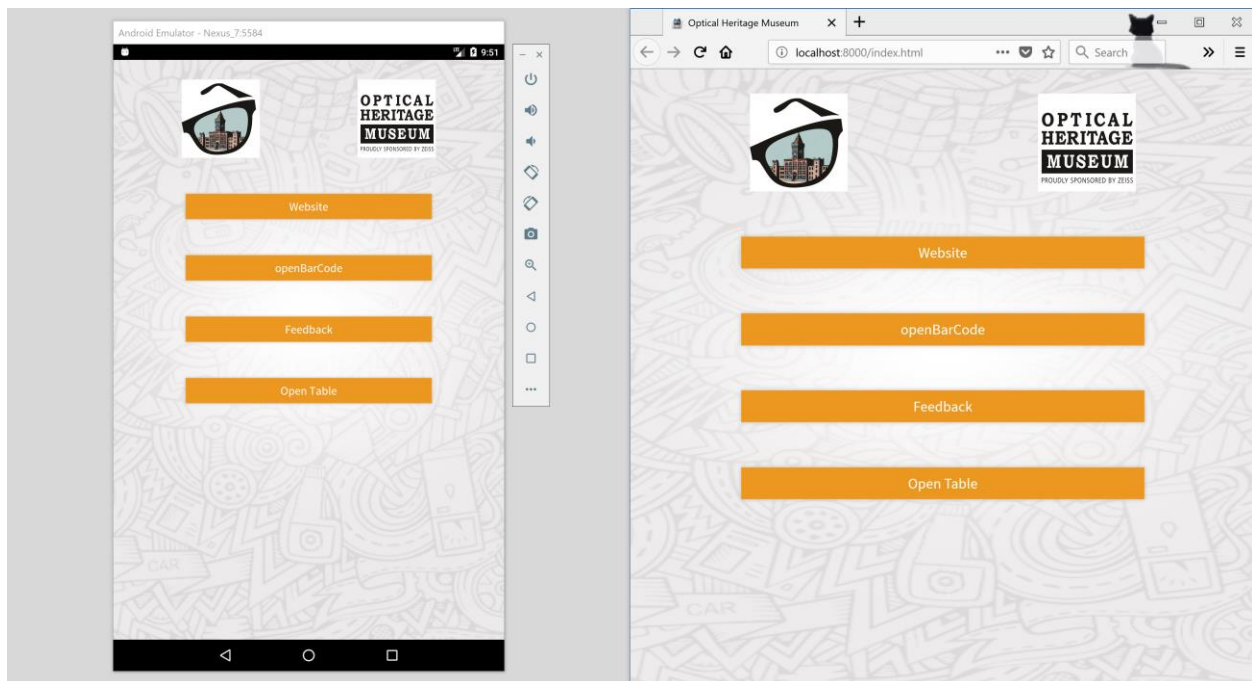 Android Emulator - Nexus_7:5584
9:51
OPTICAL
HERITAGE
MUSEUM
PROUDLY SPONSORED BY ZEISS
Website
openBarCode
Feedback
Open Table
CAR
Optical Heritage Museum
localhost:8000/index.html
Search
OPTICAL
HERITAGE
MUSEUM
PROUDLY SPONSORED BY ZEISS
Website
openBarCode
Feedback
Open Table
CAR